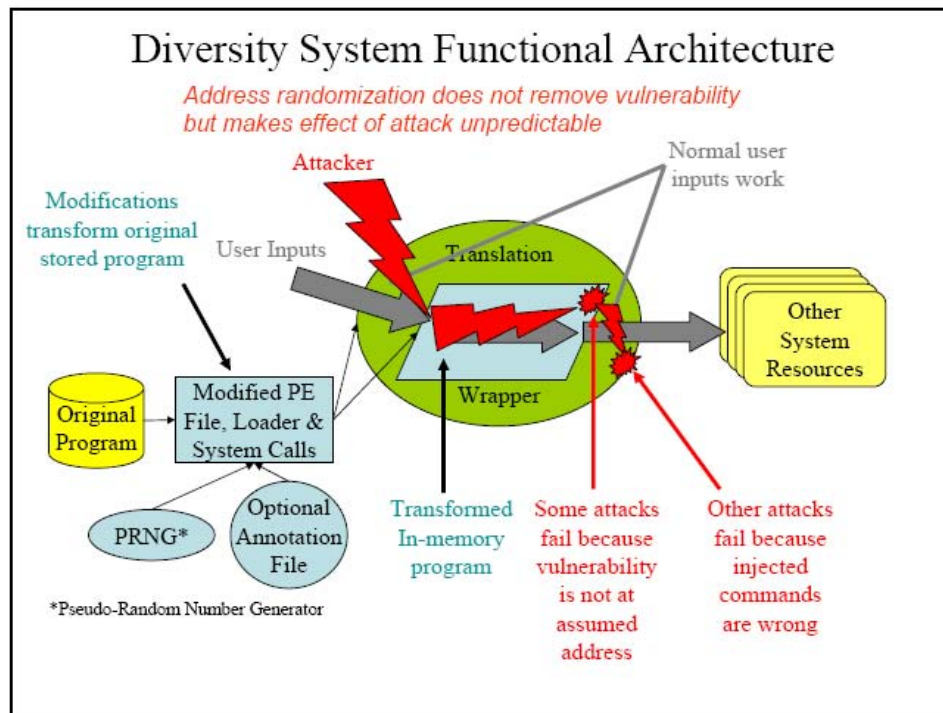 Diversity System Functional Architecture
Address randomization does not remove vulnerability
but makes effect of attack unpredictable
Attacker
Normal user
inputs work
Modifications
transform original
stored program
User Inputs
Translation
Other
System
Resources
Wrapper
Original
Program
Modified PE
File, Loader &
System Calls
PRNG*
Optional
Annotation
File
Transformed
In-memory
program
Some attacks
fail because
vulnerability
is not at
assumed
address
Other attacks
fail because
injected
commands
are wrong
*Pseudo-Random Number Generator